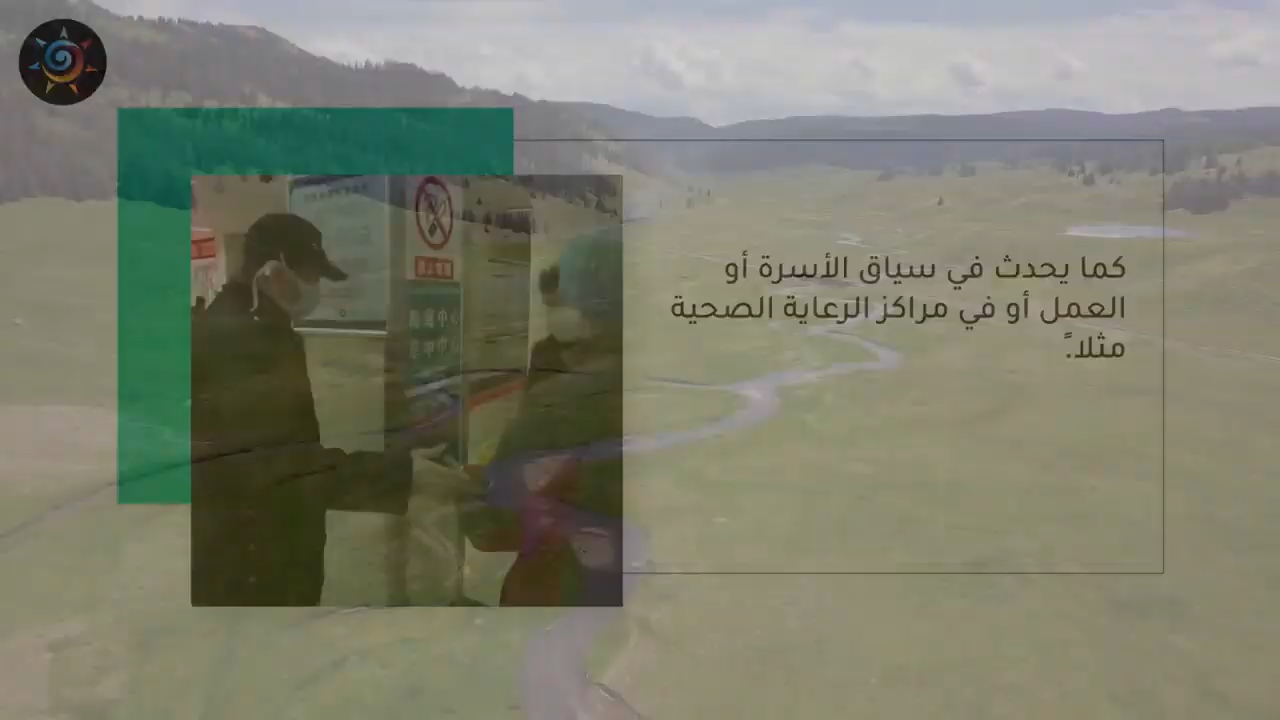 كما يحدث في سياق الأسرة أو
العمل أو في مراكز الرعاية الصحية
مثلاً.